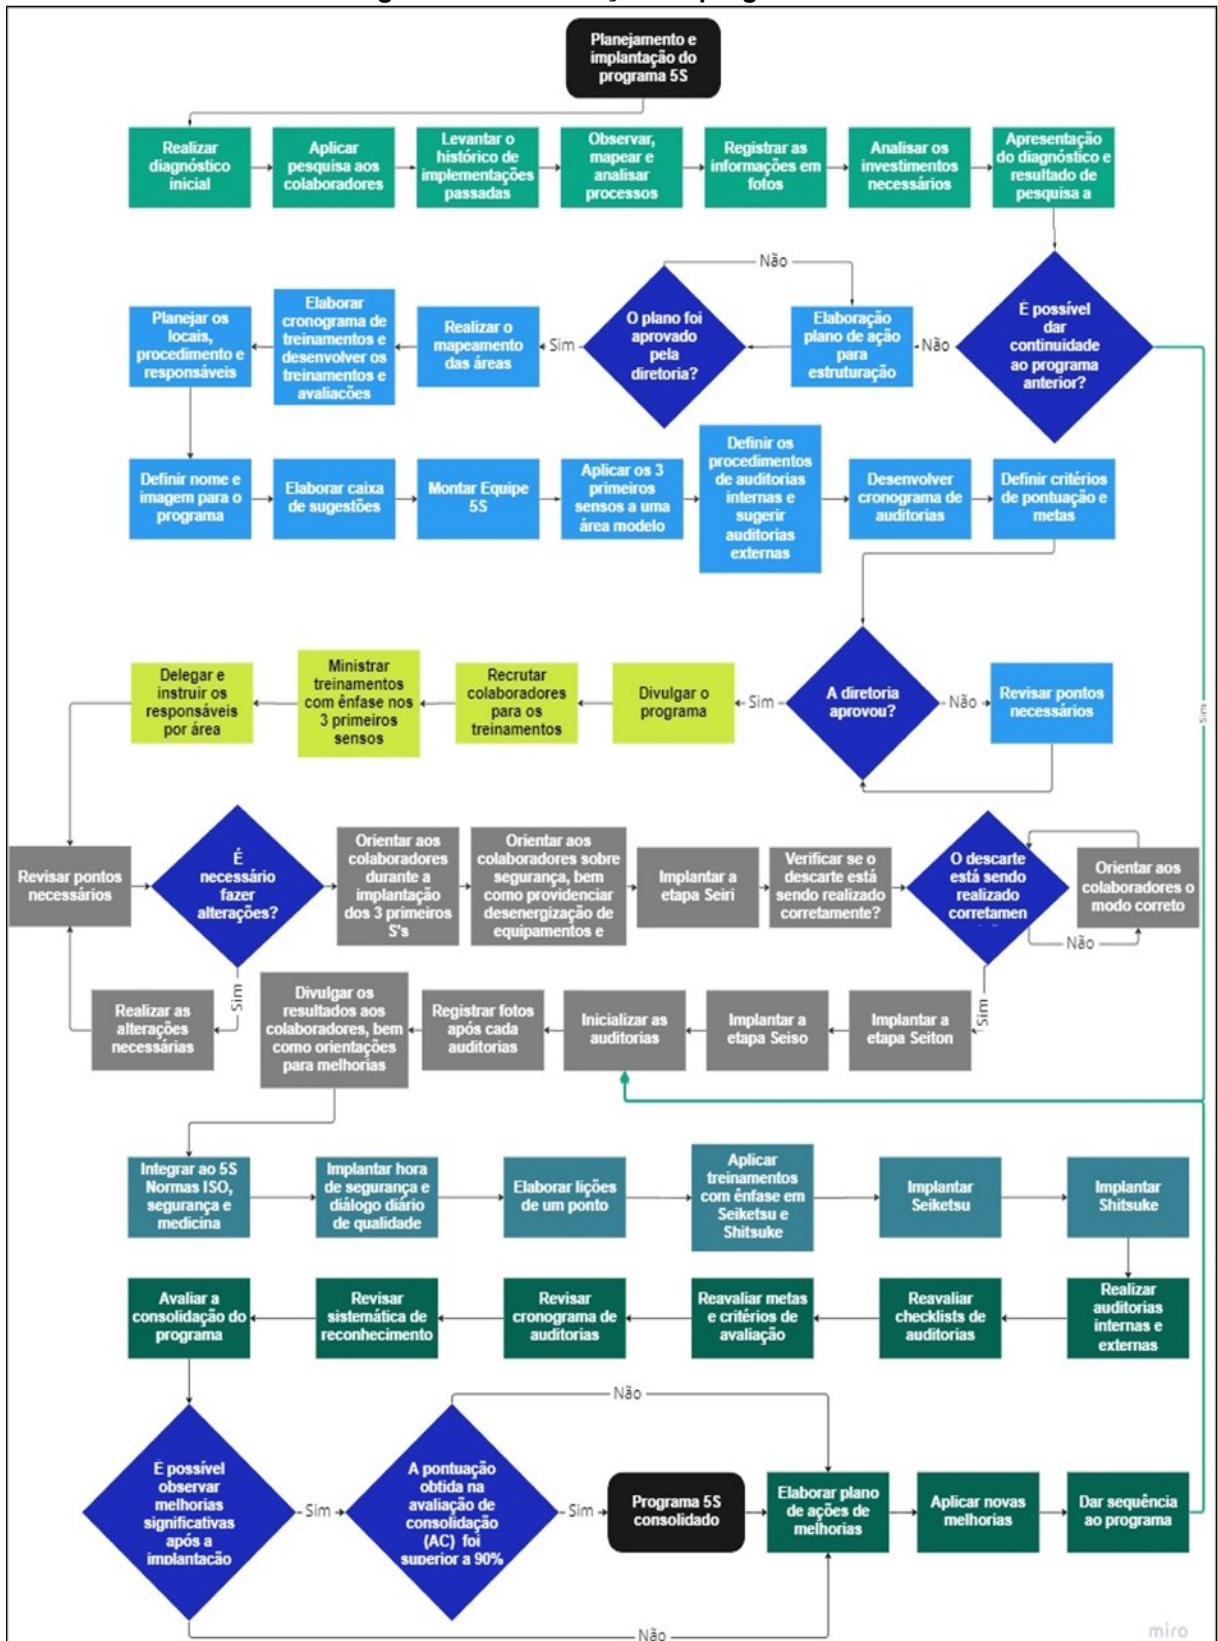 Planejamento e
implantação do
programa 5S
Realizar
diagnóstico
inicial
Aplicar
pesquisa aos
colaboradores
Levantar o
histórico de
implementações
passadas
Observar,
mapear e
analisar
processos
Registrar as
informações em
fotos
Analisar os
investimentos
necessários
Apresentação
do diagnóstico e
resultado de
pesquisa a
É possível
dar
continuidade
ao programa
anterior?
Não
Sim
Elaboração
plano de ação
para
estruturação
Não
O plano foi
aprovado
pela
diretoria?
Sim
Realizar o
mapeamento
das áreas
Elaborar
cronograma de
treinamentos e
desenvolver os
treinamentos e
avaliações
Planejar os
locais,
procedimento e
responsáveis
Definir nome e
imagem para o
programa
Elaborar caixa
de sugestões
Montar Equipe
5S
Aplicar os 3
primeiros
sensos a uma
área modelo
Definir os
procedimentos
de auditorias
internas e
sugerir
auditorias
externas
Desenvolver
cronograma de
auditorias
Definir critérios
de pontuação e
metas
A diretoria
aprovou?
Não
Revisar pontos
necessários
Sim
Divulgar o
programa
Recrutar
colaboradores
para os
treinamentos
Ministrar
treinamentos
com ênfase nos
3 primeiros
sensos
Delegar e
instruir os
responsáveis
por área
Revisar pontos
necessários
É
necessário
fazer
alterações?
Sim
Realizar as
alterações
necessárias
Orientar aos
colaboradores
durante a
implantação
dos 3 primeiros
S's
Orientar aos
colaboradores sobre
segurança, bem
como providenciar
desenergização de
equipamentos e
Implantar a
etapa Seiri
Verificar se o
descarte está
sendo realizado
corretamente?
O descarte
está sendo
realizado
corretamen
Não
Orientar aos
colaboradores o
modo correto
Sim
Implantar a
etapa Seiton
Implantar a
etapa Seiso
Inicializar as
auditorias
Registrar fotos
após cada
auditorias
Divulgar os
resultados aos
colaboradores, bem
como orientações
para melhorias
Integrar ao 5S
Normas ISO,
segurança e
medicina
Implantar hora
de segurança e
diálogo diário
de qualidade
Elaborar lições
de um ponto
Aplicar
treinamentos
com ênfase em
Seiketsu e
Shitsuke
Implantar
Seiketsu
Implantar
Shitsuke
Realizar
auditorias
internas e
externas
Reavaliar
checklists de
auditorias
Reavaliar metas
e critérios de
avaliação
Revisar
cronograma de
auditorias
Revisar
sistemática de
reconhecimento
Avaliar a
consolidação do
programa
É possível
observar
melhorias
significativas
após a
implantação
Sim
Não
A pontuação
obtida na
avaliação de
consolidação
(AC) foi
superior a 90%
Sim
Não
Programa 5S
consolidado
Elaborar plano
de ações de
melhorias
Aplicar novas
melhorias
Dar sequência
ao programa
miro